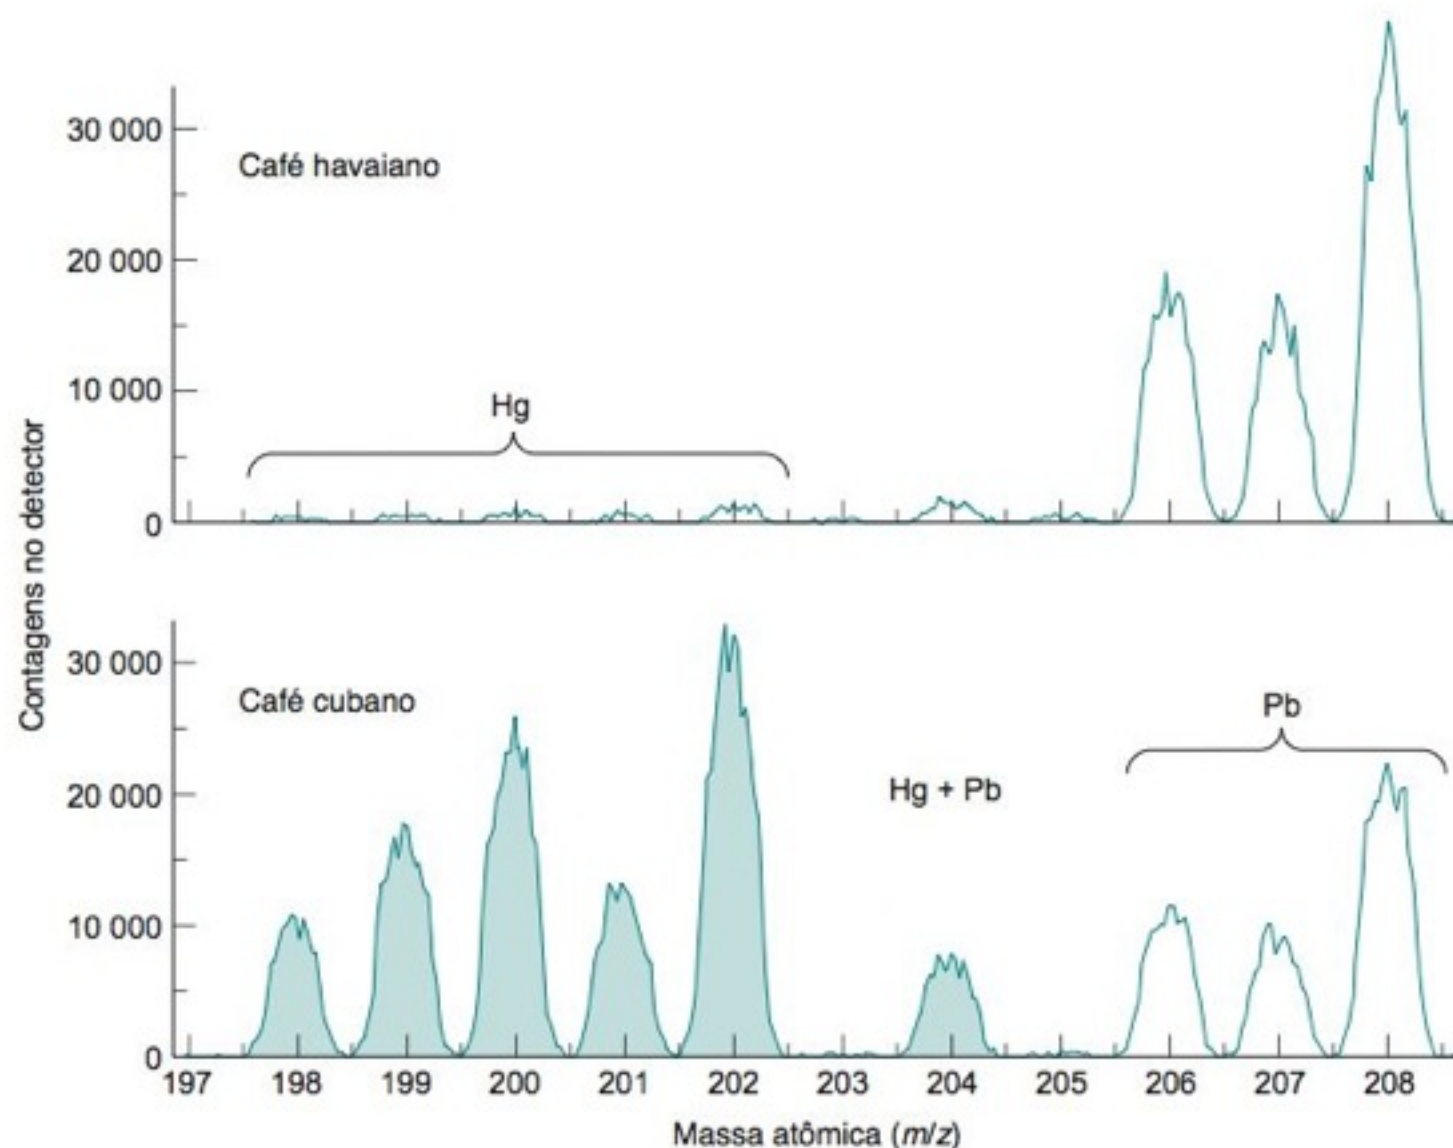 30 000
Café havaiano
20 000
10 000
Hg
0
Contagens no detector
30 000
Café cubano
Pb
20 000
Hg + Pb
10 000
0
197 198 199 200 201 202 203 204 205 206 207 208
Massa atômica (m/z)